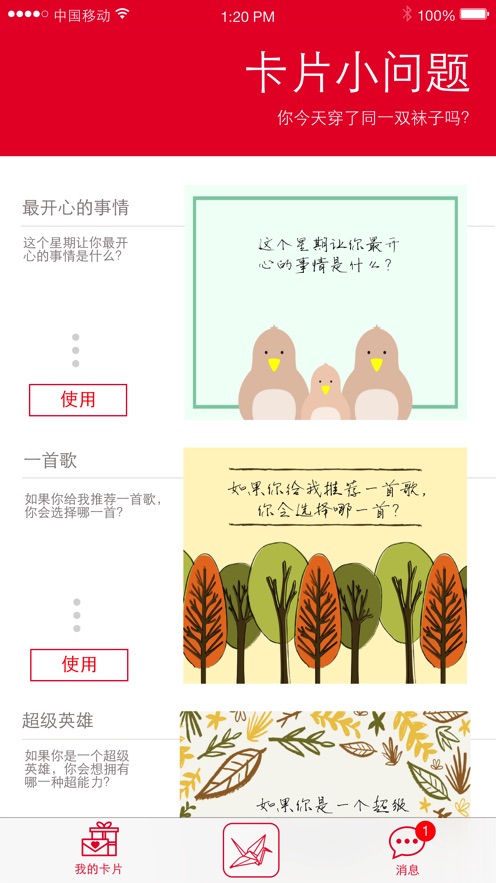 中国移动
1:20 PM
100%
卡片小问题
你今天穿了同一双袜子吗?
最开心的事情
这个星期让你最开
心的事情是什么?
使用
这个星期让你最开
心的事情是什么?
一首歌
如果你给我推荐一首歌,
你会选择哪一首?
使用
如果你给我推荐一首歌,
你会选择哪一首?
超级英雄
如果你是一个超级
英雄,你会想拥有
哪一种超能力?
如果你是一个超级
我的卡片
1
消息